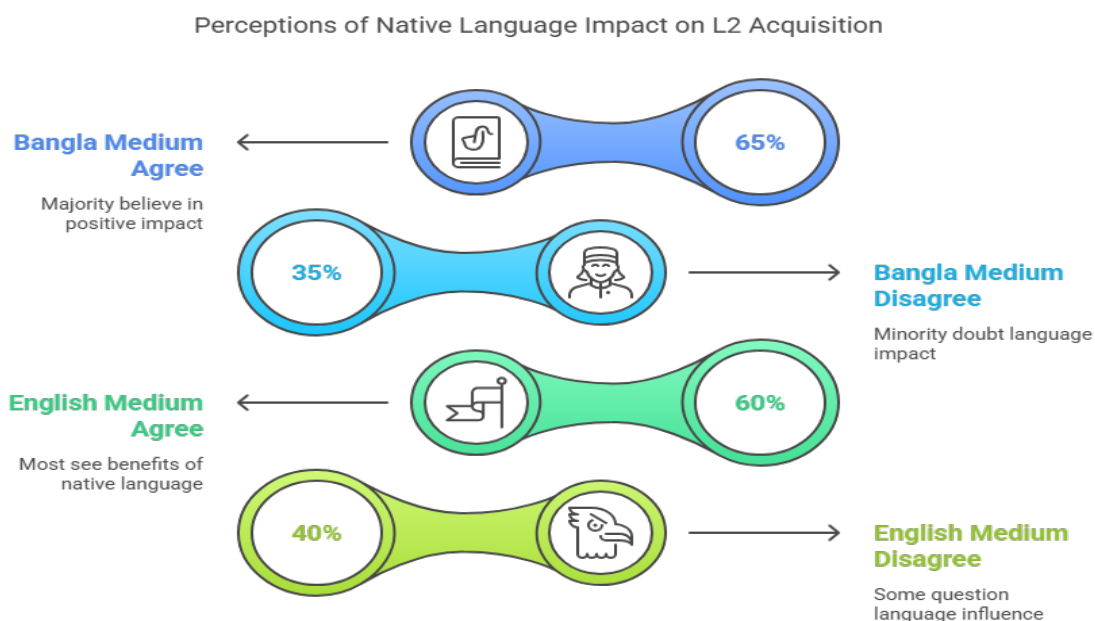 Perceptions of Native Language Impact on L2 Acquisition
Bangla Medium
Agree
Majority believe in
positive impact
65%
35%
Bangla Medium
Disagree
Minority doubt language
impact
English Medium
Agree
Most see benefits of
native language
60%
40%
English Medium
Disagree
Some question
language influence